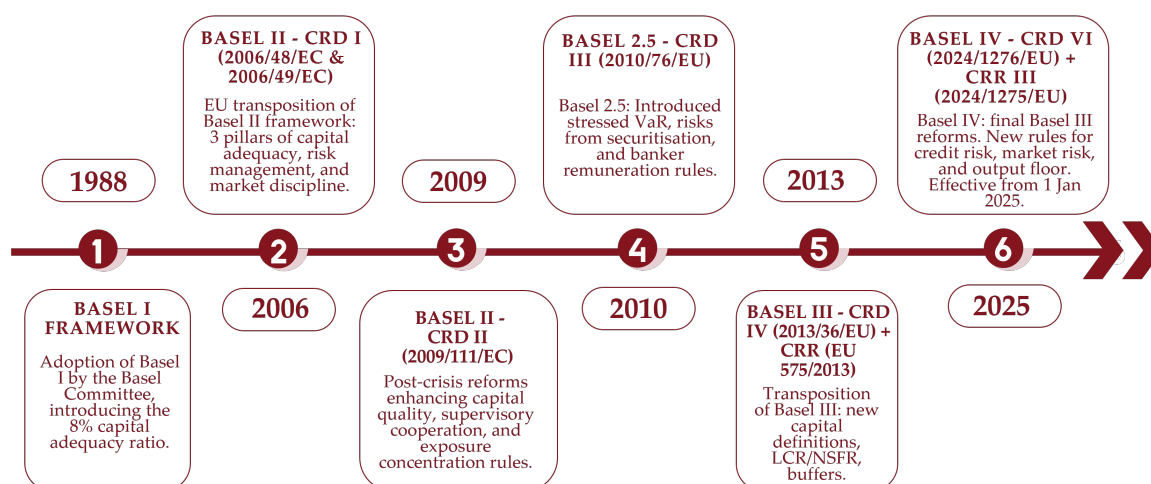 1988
1
BASEL I
FRAMEWORK
Adoption of Basel
I by the Basel
Committee,
introducing the
8% capital
adequacy ratio.
BASEL II - CRD I
(2006/48/EC &
2006/49/EC)
EU transposition of
Basel II framework:
3 pillars of capital
adequacy, risk
management, and
market discipline.
2
2006
2009
3
BASEL II -
CRD II
(2009/111/EC)
Post-crisis reforms
enhancing capital
quality, supervisory
cooperation, and
exposure
concentration rules.
BASEL 2.5 - CRD
III (2010/76/EU)
Basel 2.5: Introduced
stressed VaR, risks
from securitisation,
and banker
remuneration rules.
4
2010
2013
5
BASEL III - CRD
IV (2013/36/EU) +
CRR (EU
575/2013)
Transposition
of Basel III: new
capital
definitions,
LCR/NSFR,
buffers.
BASEL IV - CRD VI
(2024/1276/EU) +
CRR III
(2024/1275/EU)
Basel IV: final Basel III
reforms. New rules for
credit risk, market risk,
and output floor.
Effective from 1 Jan
2025.
6
2025